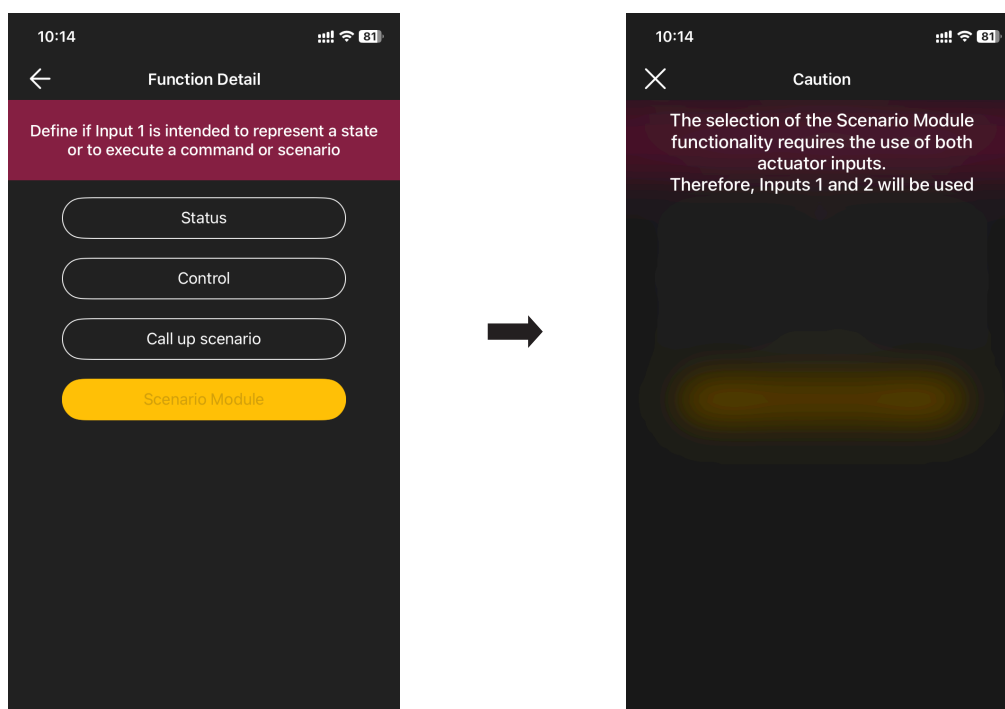 10:14
81
Function Detail
Define if Input 1 is intended to represent a state
or to execute a command or scenario
Status
Control
Call up scenario
Scenario Module
10:14
81
Caution
The selection of the Scenario Module
functionality requires the use of both
actuator inputs.
Therefore, Inputs 1 and 2 will be used